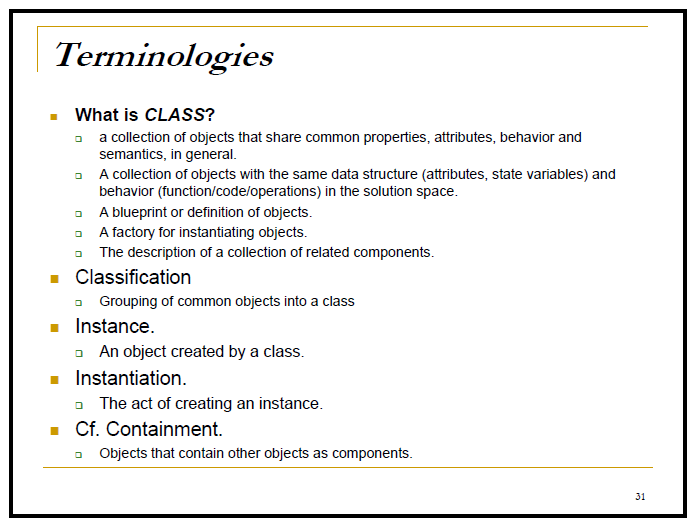 Terminologies
What is CLASS?
a collection of objects that share common properties, attributes, behavior and
semantics, in general.
A collection of objects with the same data structure (attributes, state variables) and
behavior (function/code/operations) in the solution space.
A blueprint or definition of objects.
A factory for instantiating objects.
The description of a collection of related components.
Classification
Grouping of common objects into a class
Instance.
An object created by a class.
Instantiation.
The act of creating an instance.
Cf. Containment.
Objects that contain other objects as components.
31